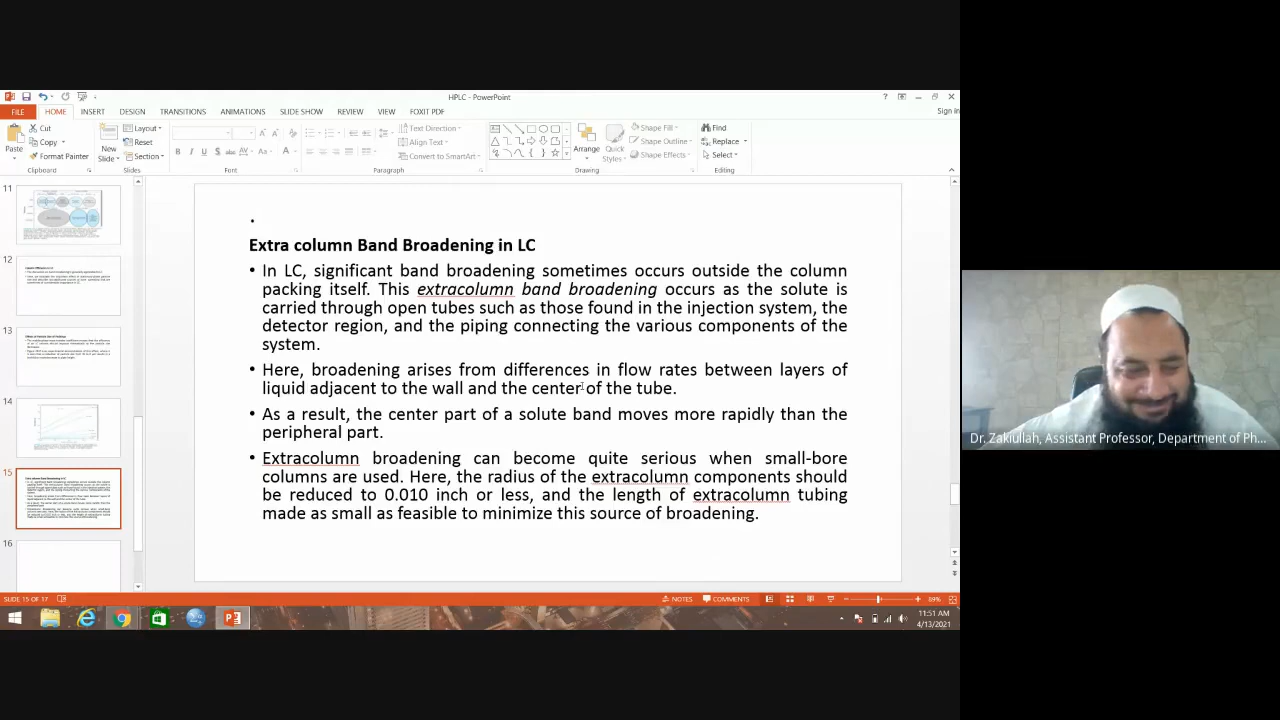 HPLC - PowerPoint
Sign in
FILE HOME INSERT DESIGN TRANSITIONS ANIMATIONS SLIDE SHOW REVIEW VIEW FOXIT PDF
Paste
Cut
Copy
Format Painter
Clipboard
New Slide
Layout
Reset
Section
Slides
Font
Text Direction
Align Text
Convert to SmartArt
Paragraph
Arrange
Quick Styles
Shape Fill
Shape Outline
Shape Effects
Drawing
Find
Replace
Select
Editing
11
12
13
14
15
16
•
Extra column Band Broadening in LC
• In LC, significant band broadening sometimes occurs outside the column
packing itself. This extracolumn band broadening occurs as the solute is
carried through open tubes such as those found in the injection system, the
detector region, and the piping connecting the various components of the
system.
• Here, broadening arises from differences in flow rates between layers of
liquid adjacent to the wall and the center of the tube.
• As a result, the center part of a solute band moves more rapidly than the
peripheral part.
• Extracolumn broadening can become quite serious when small-bore
columns are used. Here, the radius of the extracolumn components should
be reduced to 0.010 inch or less, and the length of extracolumn tubing
made as small as feasible to minimize this source of broadening.
Dr. Zakiullah, Assistant Professor, Department of Ph...
SLIDE 15 OF 17
NOTES COMMENTS
89%
11:51 AM
4/13/2021